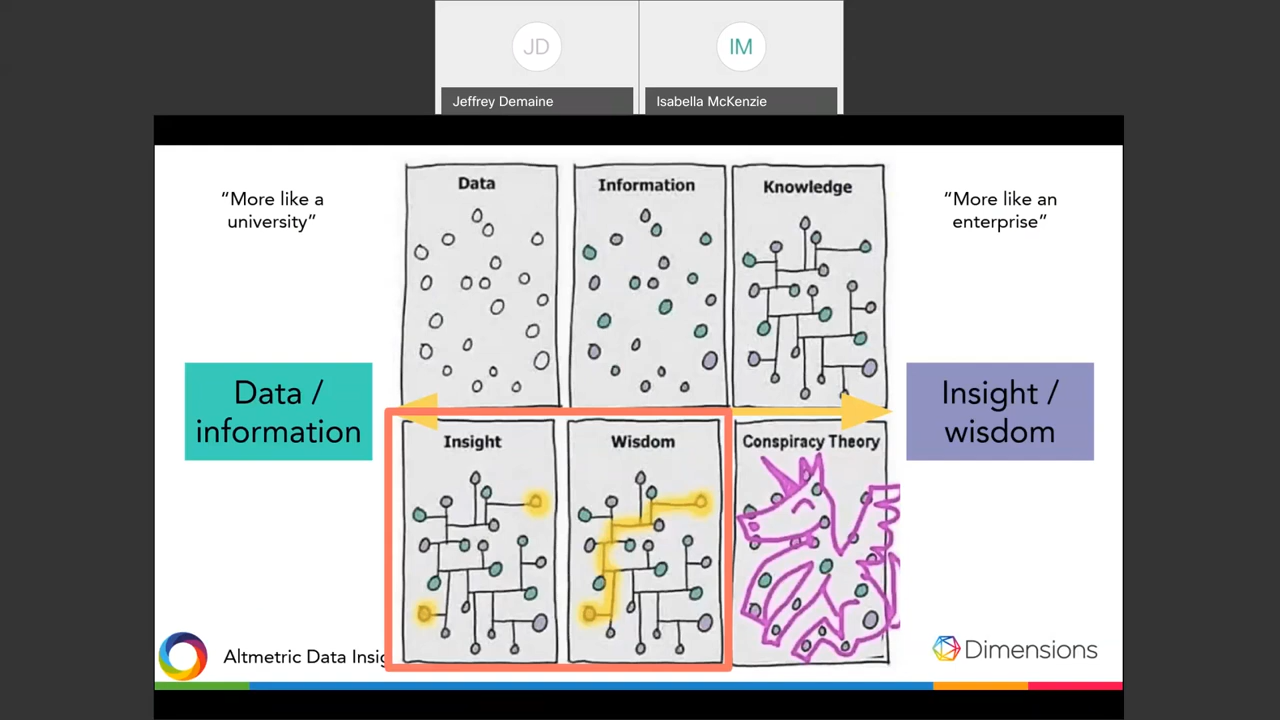 JD
IM
Jeffrey Demaine
Isabella McKenzie
“More like a
university”
Data
Information
Knowledge
“More like an
enterprise”
Data /
information
Insight /
wisdom
Insight
Wisdom
Conspiracy Theory
Altmetric Data Insig
Dimensions